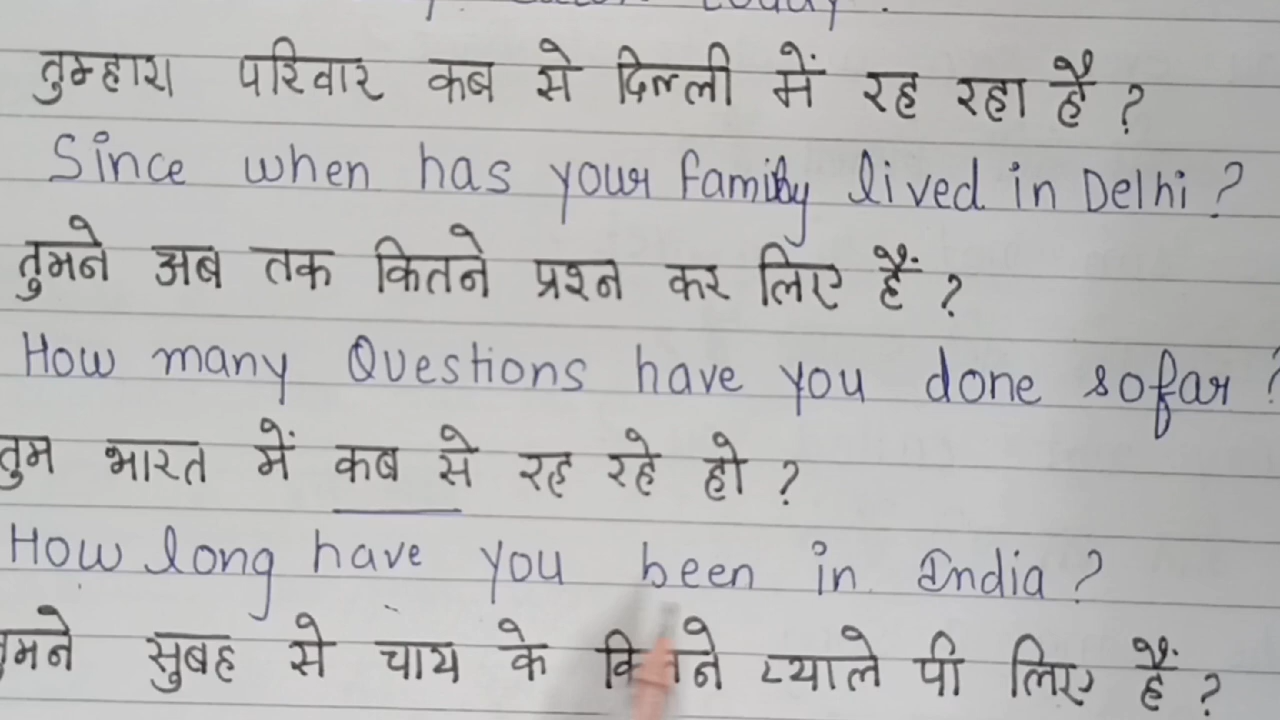 today.
तुम्हारा परिवार कब से दिल्ली में रह रहा है ?
Since when has your family lived in Delhi ?
तुमने अब तक कितने प्रश्न कर लिए हैं ?
How many Questions have you done sofar ?
तुम भारत में कब से रह रहे हो ?
How long have you been in India ?
तुमने सुबह से चाय के कितने प्याले पी लिए हैं ?